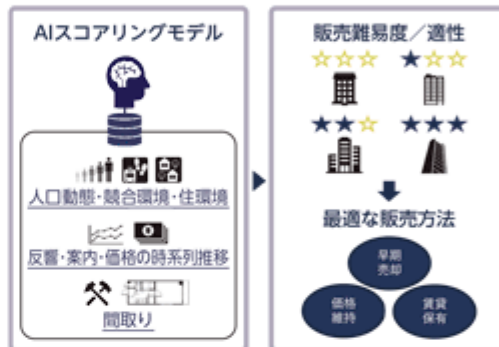 AIスコアリングモデル
人口動態・競合環境・住環境
反響・案内・価格の時系列推移
間取り
販売難易度／適性
☆☆☆ ★☆☆
★★☆ ★★★
最適な販売方法
早期
売却
価格
維持
賃貸
保有